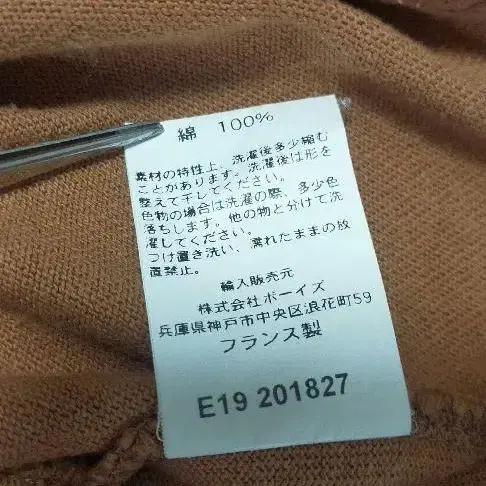 綿 100%
素材の特性上、洗濯後多少縮む
ことがあります。洗濯後は形を
整えて干してください。
色物の場合は洗濯の際、多少色
落ちします。他の物と分けて洗
濯してください。
つけ置き洗い、濡れたままの放
置禁止。
輸入販売元
株式会社ボーイズ
兵庫県神戸市中央区浪花町59
フランス製
E19 201827